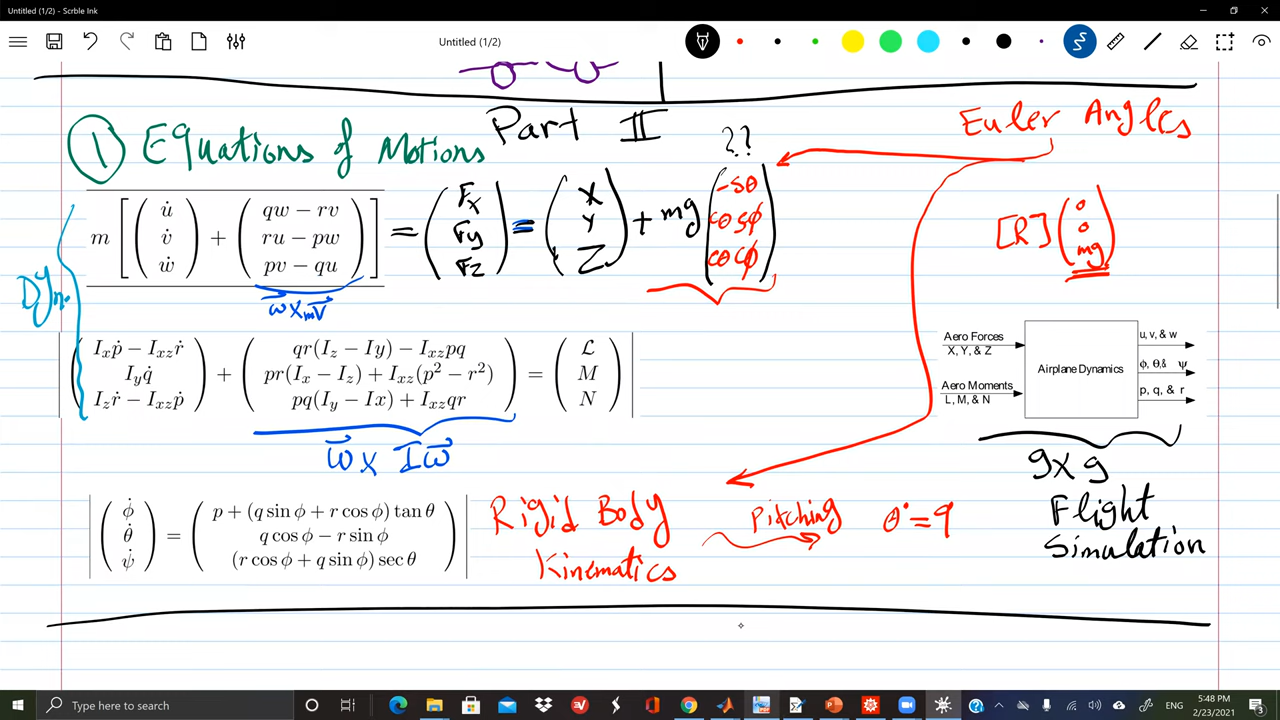 Untitled (1/2) - Scrble Ink
Untitled (1/2)
Part II
Euler Angles
① Equations of Motions
??
m [ ( u̇ v̇ ẇ ) + ( qw − rv ru − pw pv − qu ) ] = ( Fx Fy Fz ) = ( X Y Z ) + mg ( -sθ cθsϕ cθcϕ )
[R] ( 0 0 mg )
Dyn.
ω⃗ x mv⃗
( Ixṗ − Ixzṙ Iyq̇ Izṙ − Ixzṗ ) + ( qr(Iz − Iy) − Ixzpq pr(Ix − Iz) + Ixz(p² − r²) pq(Iy − Ix) + Ixzqr ) = ( ℒ M N )
Aero Forces
X, Y, & Z
Aero Moments
L, M, & N
Airplane Dynamics
u, v, & w
ϕ, θ,& ψ
p, q, & r
ω⃗ x Iω⃗
9x9
Flight
Simulation
( ϕ̇ θ̇ ψ̇ ) = ( p + (q sin ϕ + r cos ϕ) tan θ q cos ϕ − r sin ϕ (r cos ϕ + q sin ϕ) sec θ )
Rigid Body
Kinematics
Pitching θ̇ = q
Type here to search
5:48 PM
2/23/2021